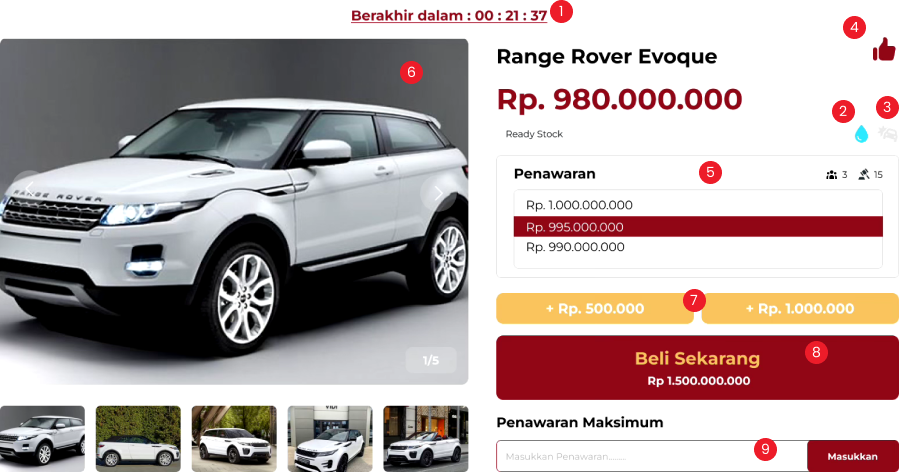 Berakhir dalam : 00 : 21 : 37
1
4
Range Rover Evoque
6
Rp. 980.000.000
2
3
Ready Stock
Penawaran
5
3
15
Rp. 1.000.000.000
RANGE ROVER
Rp. 995.000.000
Rp. 990.000.000
7
+ Rp. 500.000
+ Rp. 1.000.000
Beli Sekarang
8
1/5
Rp 1.500.000.000
Penawaran Maksimum
9
Masukkan Penawaran........
Masukkan